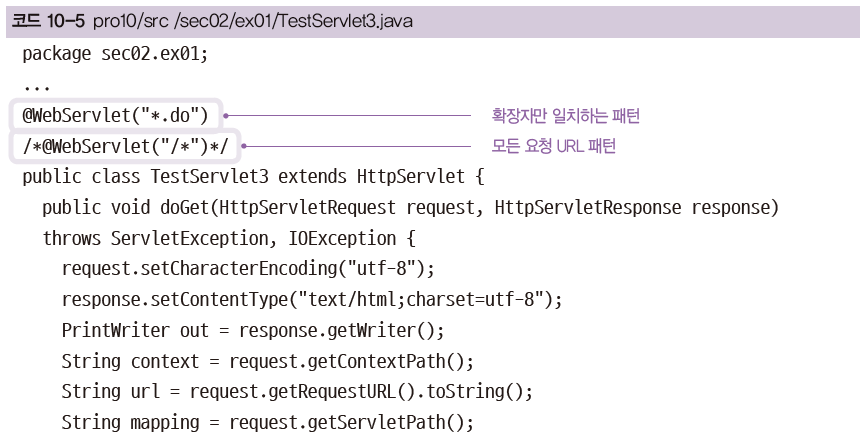 코드 10-5 pro10/src /sec02/ex01/TestServlet3.java
package sec02.ex01;
...
@WebServlet("*.do") 확장자만 일치하는 패턴
/*@WebServlet("/*")*/ 모든 요청 URL 패턴
public class TestServlet3 extends HttpServlet {
public void doGet(HttpServletRequest request, HttpServletResponse response)
throws ServletException, IOException {
request.setCharacterEncoding("utf-8");
response.setContentType("text/html;charset=utf-8");
PrintWriter out = response.getWriter();
String context = request.getContextPath();
String url = request.getRequestURL().toString();
String mapping = request.getServletPath();